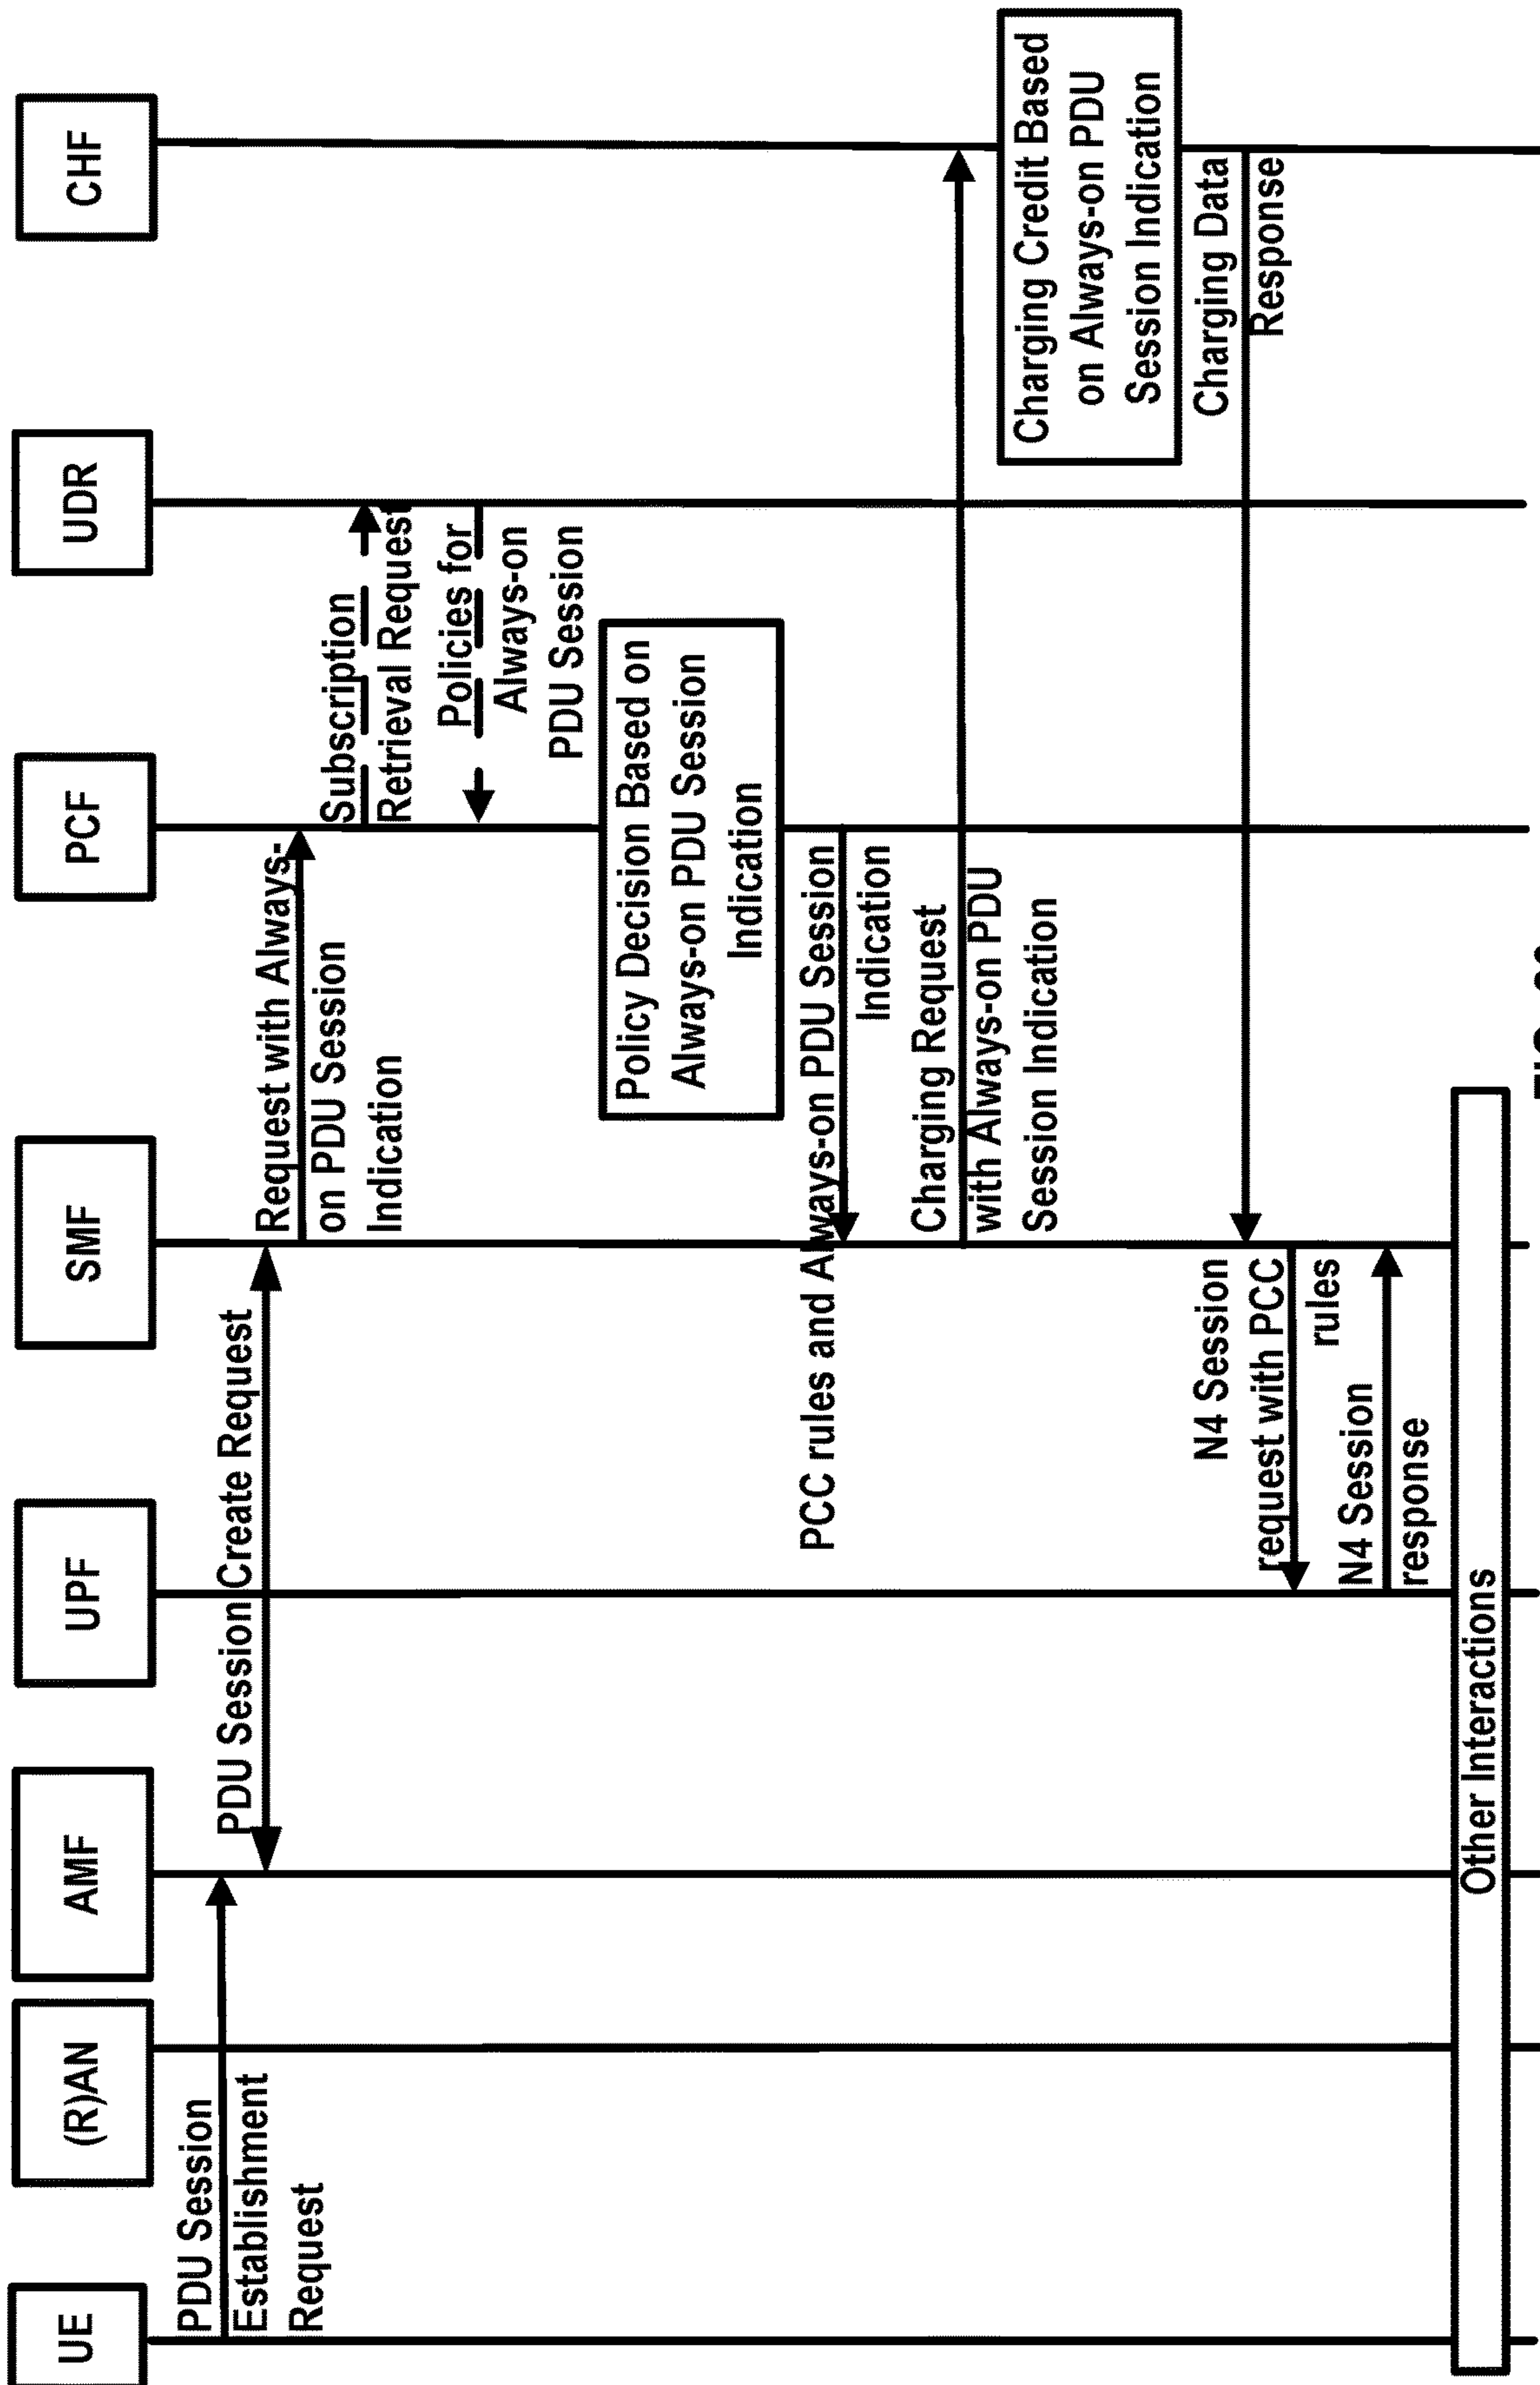 UE
(R)AN
AMF
UPF
SMF
PCF
UDR
CHF
PDU Session
Establishment
Request
PDU Session Create Request
Request with Always-
on PDU Session
Indication
Subscription
Retrieval Request
Policies for
Always-on
PDU Session
Policy Decision Based on
Always-on PDU Session
Indication
PCC rules and Always-on PDU Session
Indication
Charging Request
with Always-on PDU
Session Indication
Charging Credit Based
on Always-on PDU
Session Indication
Charging Data
Response
N4 Session
request with PCC
rules
N4 Session
response
Other Interactions